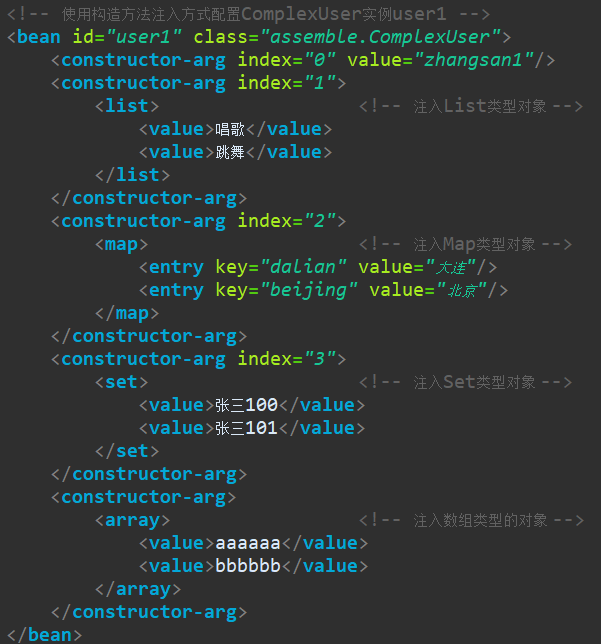 <!-- 使用构造方法注入方式配置ComplexUser实例user1 -->
<bean id="user1" class="assemble.ComplexUser">
    <constructor-arg index="0" value="zhangsan1"/>
    <constructor-arg index="1">
        <list>                  <!-- 注入List类型对象 -->
            <value>唱歌</value>
            <value>跳舞</value>
        </list>
    </constructor-arg>
    <constructor-arg index="2">
        <map>                   <!-- 注入Map类型对象 -->
            <entry key="dalian" value="大连"/>
            <entry key="beijing" value="北京"/>
        </map>
    </constructor-arg>
    <constructor-arg index="3">
        <set>                   <!-- 注入Set类型对象 -->
            <value>张三100</value>
            <value>张三101</value>
        </set>
    </constructor-arg>
    <constructor-arg>
        <array>                 <!-- 注入数组类型的对象 -->
            <value>aaaaaa</value>
            <value>bbbbbb</value>
        </array>
    </constructor-arg>
</bean>